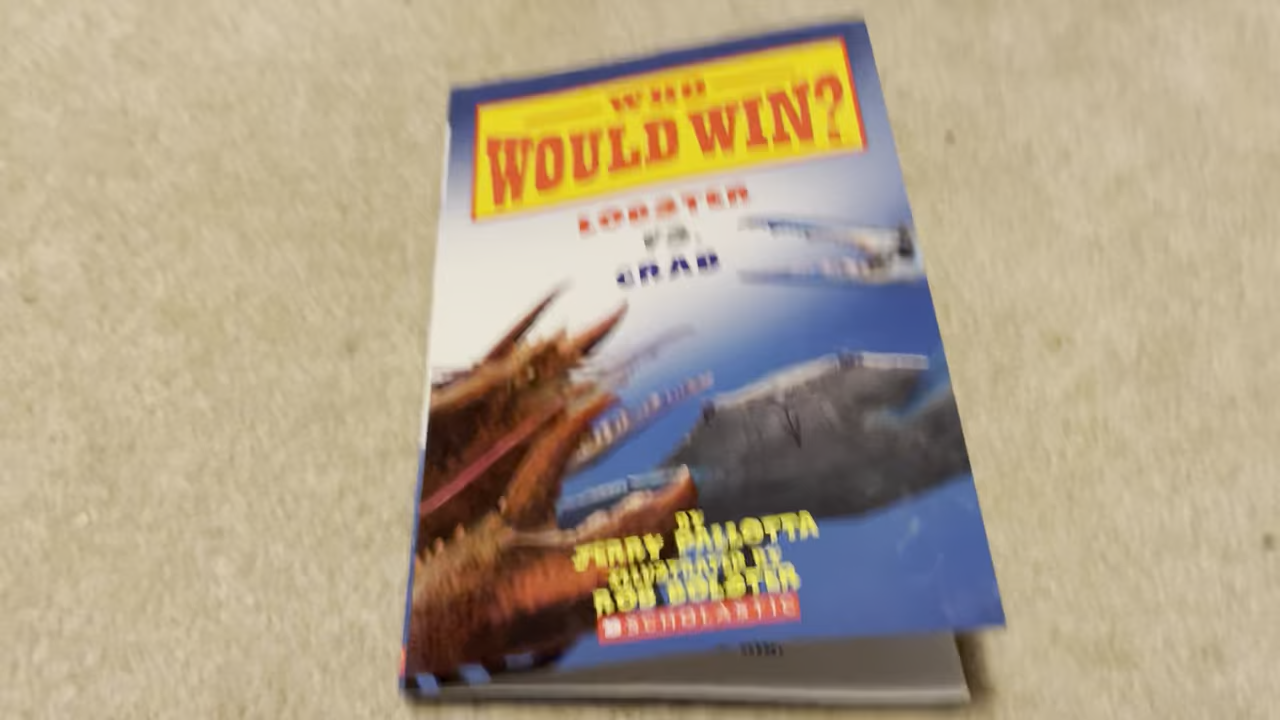 WHO
WOULD WIN?
LOBSTER
VS.
CRAB
BY
JERRY PALLOTTA
ILLUSTRATED BY
ROB BOLSTER
SCHOLASTIC